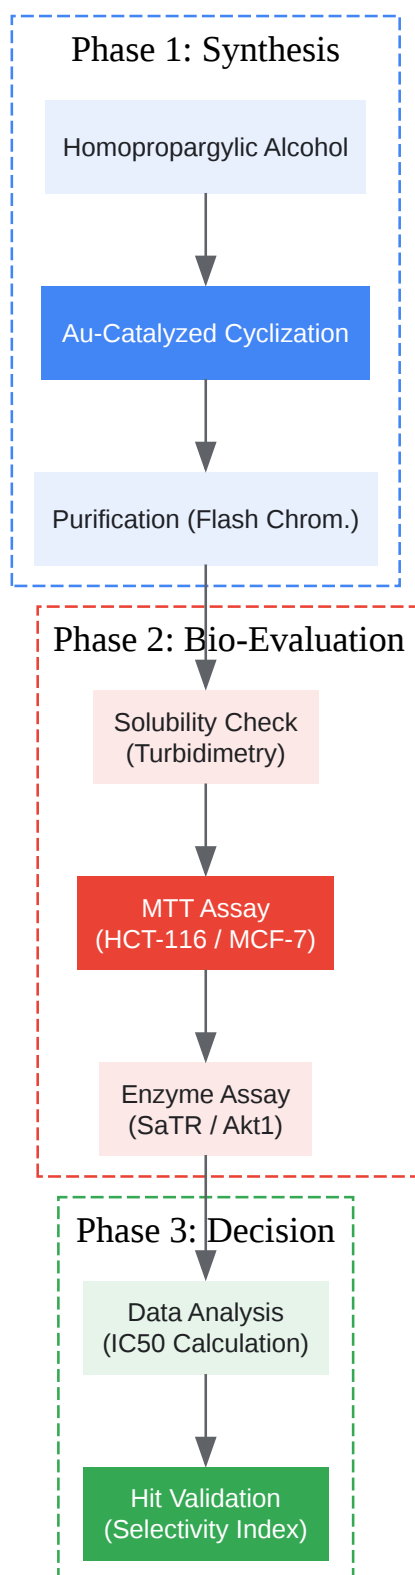 Phase 1: Synthesis
Homopropargylic Alcohol
Au-Catalyzed Cyclization
Purification (Flash Chrom.)
Phase 2: Bio-Evaluation
Solubility Check
(Turbidimetry)
MTT Assay
(HCT-116 / MCF-7)
Enzyme Assay
(SaTR / Akt1)
Phase 3: Decision
Data Analysis
(IC50 Calculation)
Hit Validation
(Selectivity Index)